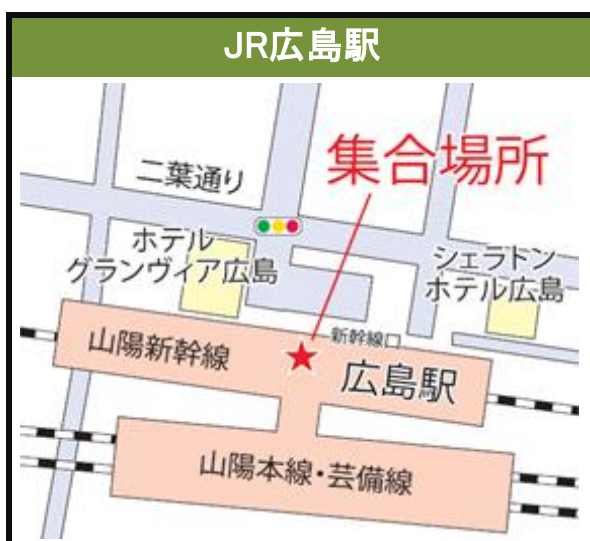 JR広島駅
集合場所
二葉通り
ホテル
グランヴィア広島
シェラトン
ホテル広島
新幹線口
山陽新幹線
広島駅
山陽本線・芸備線